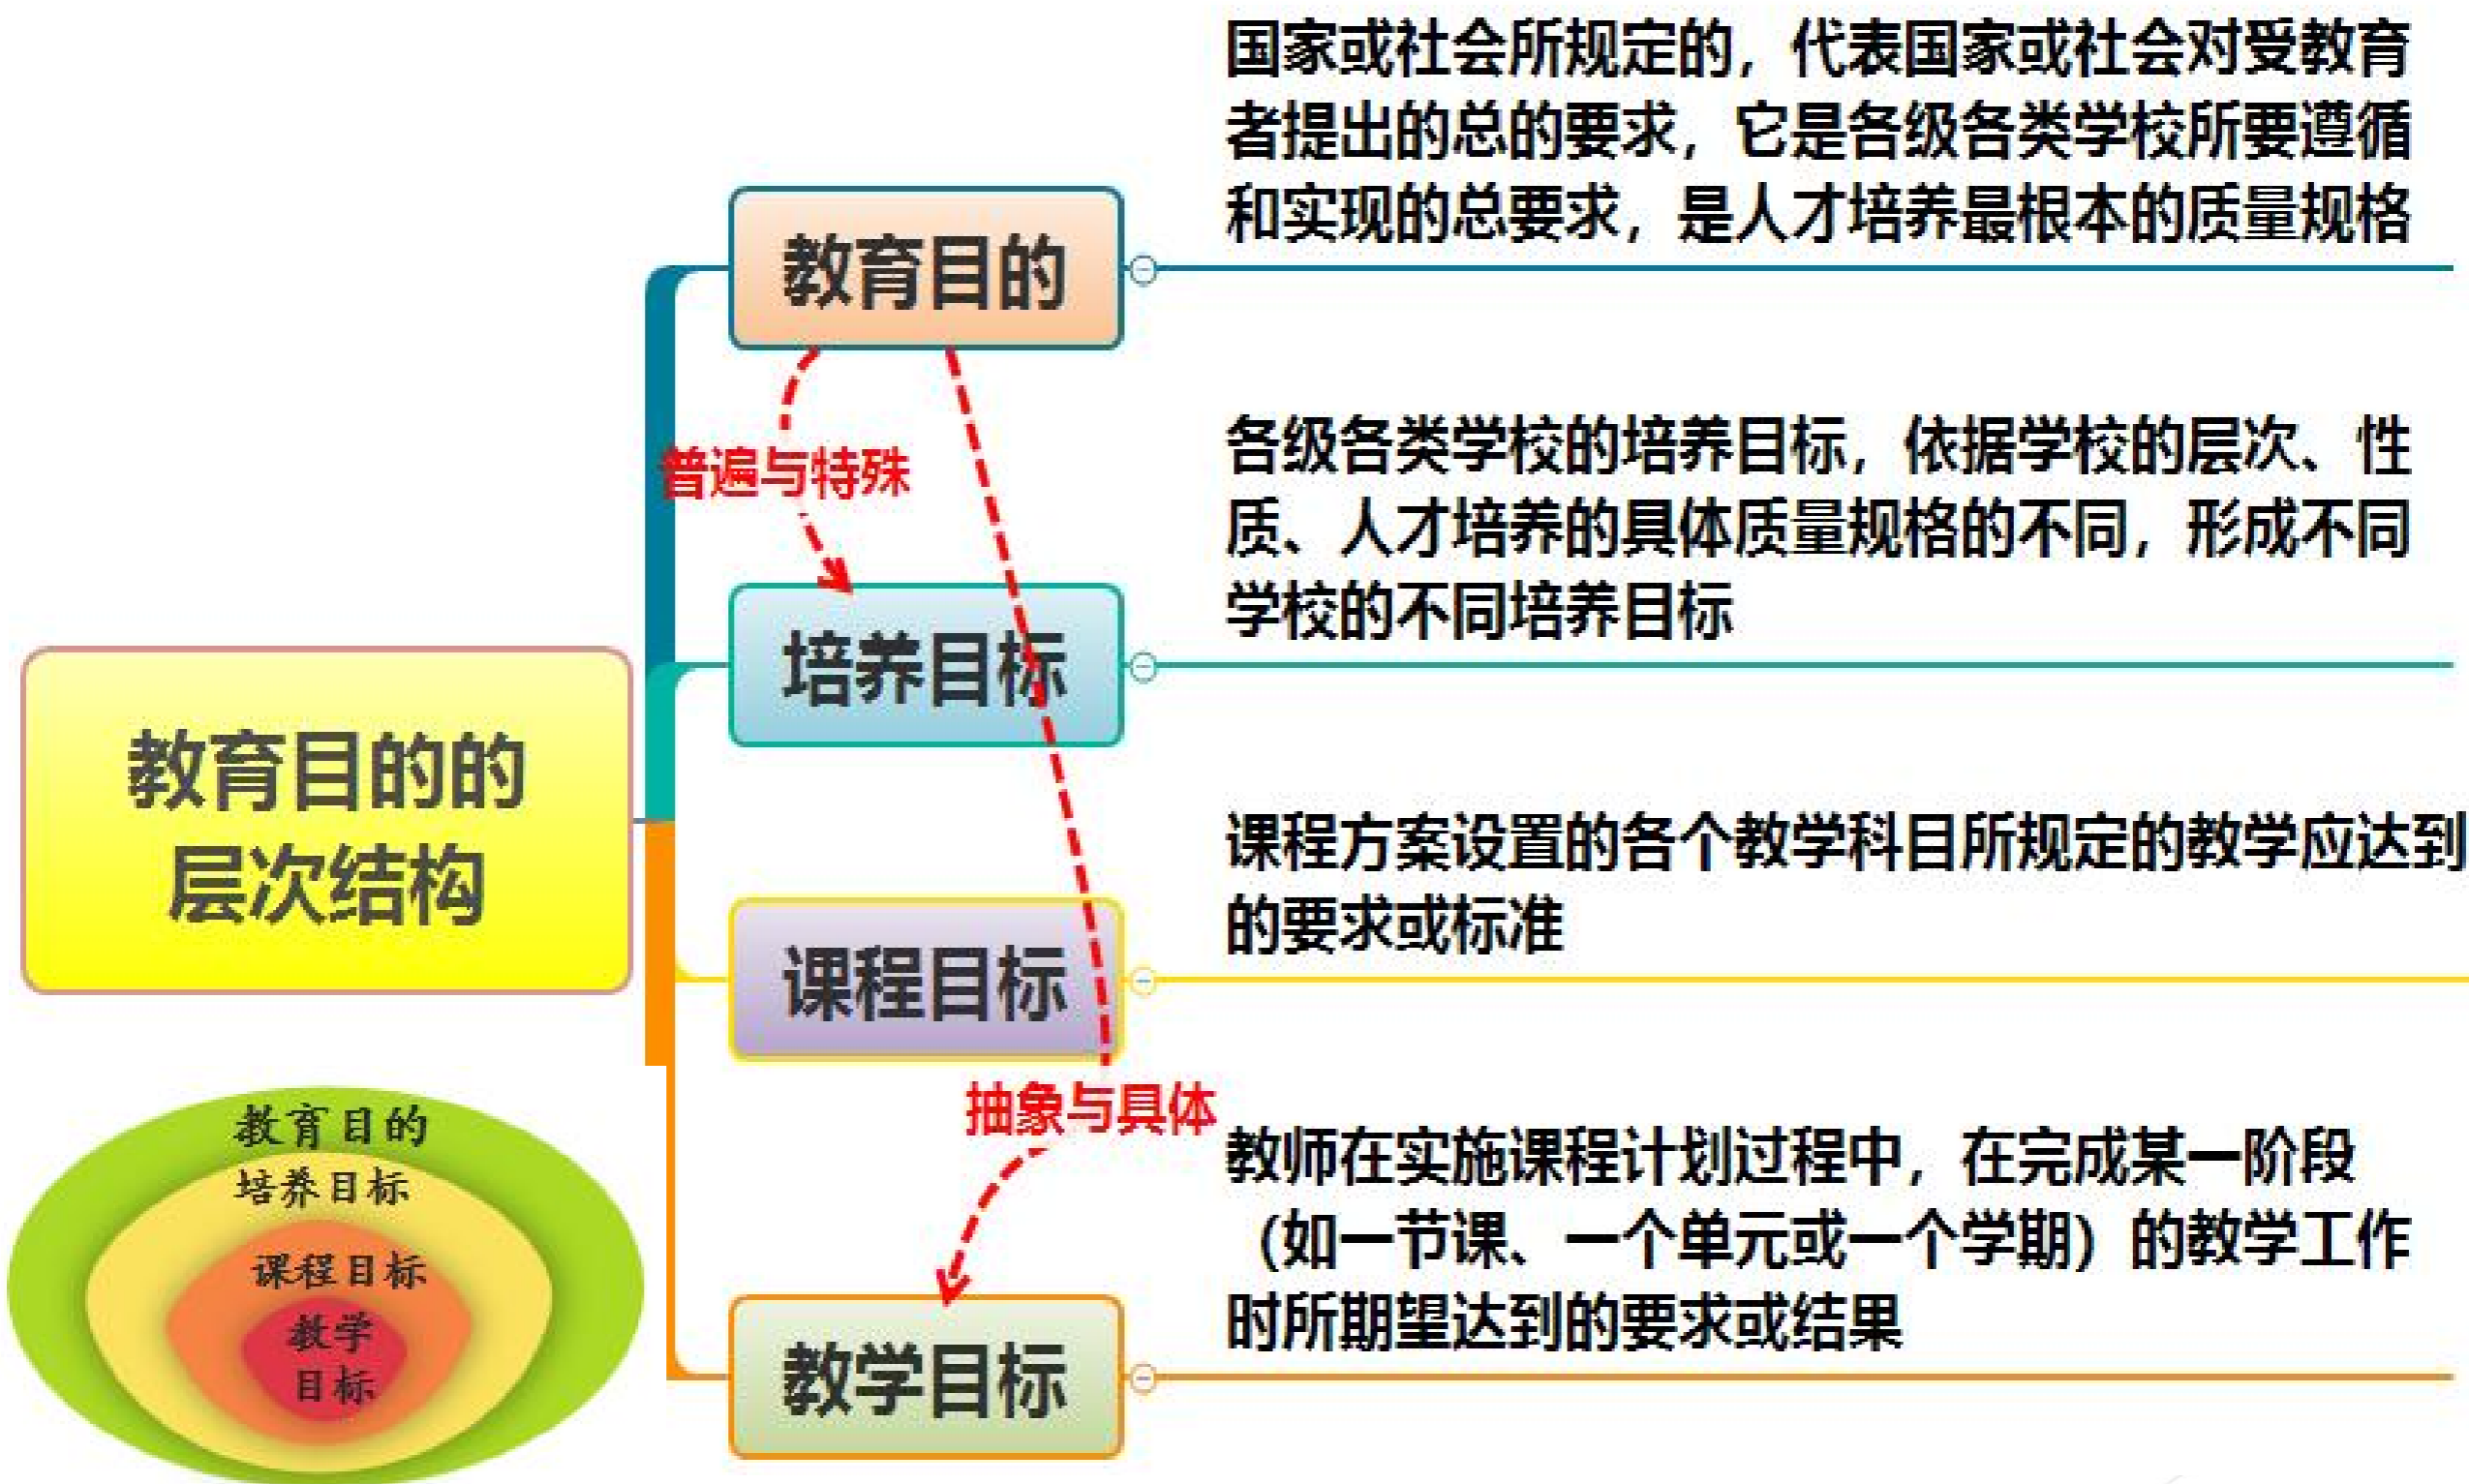 国家或社会所规定的，代表国家或社会对受教育
者提出的总的要求，它是各级各类学校所要遵循
和实现的总要求，是人才培养最根本的质量规格
教育目的
普遍与特殊
各级各类学校的培养目标，依据学校的层次、性
质、人才培养的具体质量规格的不同，形成不同
学校的不同培养目标
培养目标
教育目的的
层次结构
课程方案设置的各个教学科目所规定的教学应达到
的要求或标准
课程目标
抽象与具体
教师在实施课程计划过程中，在完成某一阶段
（如一节课、一个单元或一个学期）的教学工作
时所期望达到的要求或结果
教学目标
教育目的
培养目标
课程目标
教学
目标